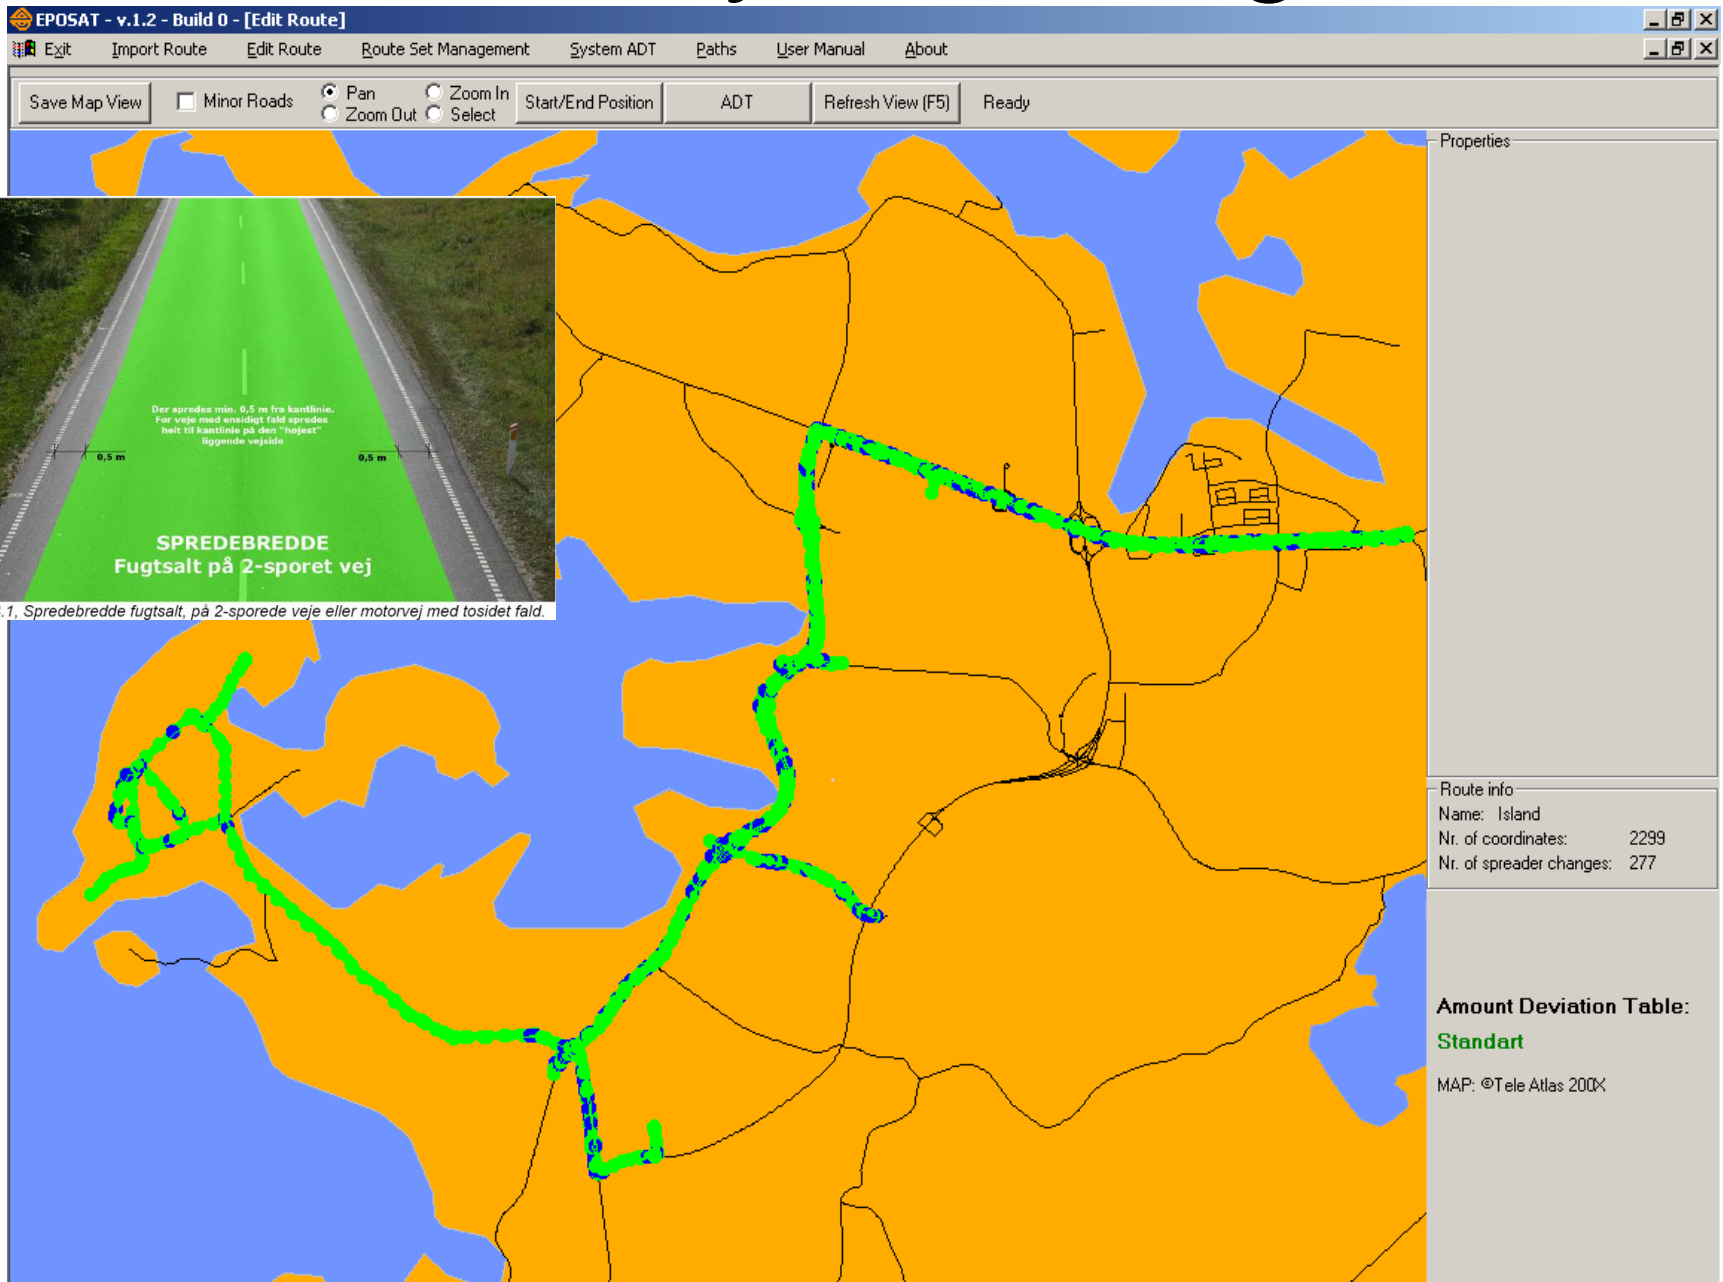 EPOSAT - v.1.2 - Build 0 - [Edit Route]
Exit Import Route Edit Route Route Set Management System ADT Paths User Manual About
Save Map View Minor Roads Pan Zoom In Start/End Position ADT Refresh View (F5) Ready
Zoom Out Select
Properties
Der spredes min. 0,5 m fra kantlinie.
For veje med ensidigt fald spredes
helt til kantlinie på den "højest"
liggende vejside
0,5 m 0,5 m
SPREDEBREDDE
Fugtsalt på 2-sporet vej
.1, Spredebredde fugtsalt, på 2-sporede veje eller motorvej med tosidet fald.
Route info
Name: Island
Nr. of coordinates: 2299
Nr. of spreader changes: 277
Amount Deviation Table:
Standart
MAP: ©Tele Atlas 200X